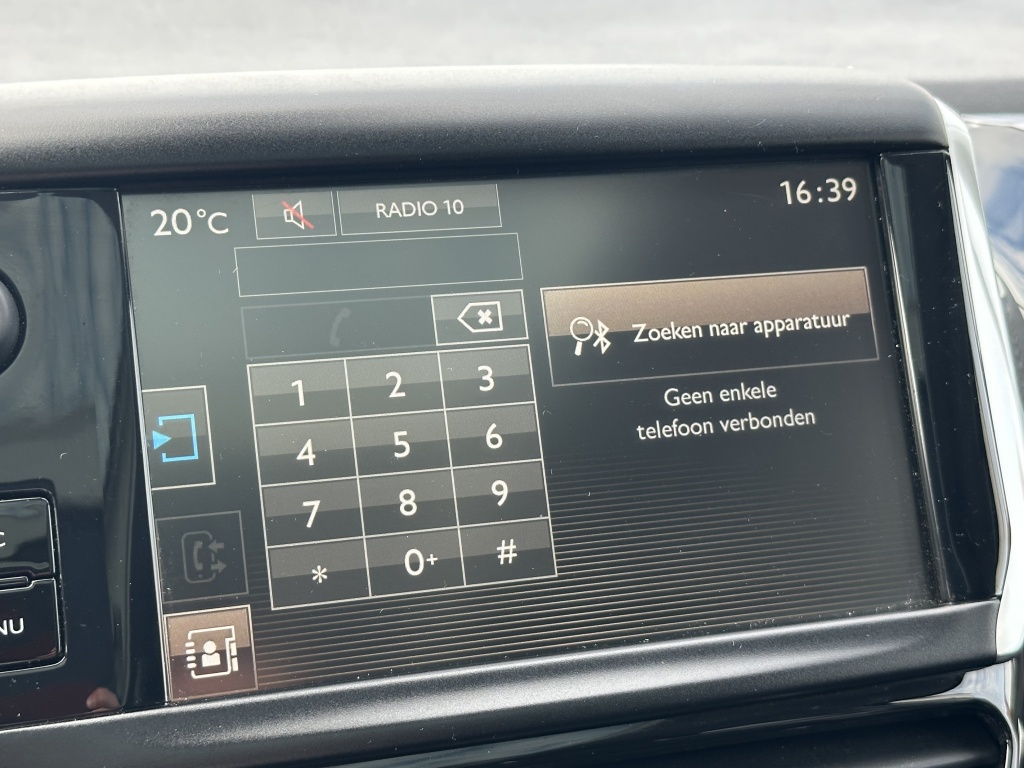 20°C
RADIO 10
16:39
Zoeken naar apparatuur
Geen enkele
telefoon verbonden
1 2 3
4 5 6
7 8 9
* 0+ #
C
NU